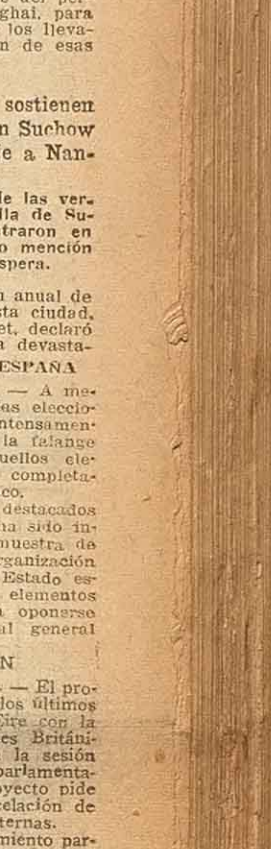 ghai, para
los lleva-
n de esas
sostienen
n Suchow
e a Nan-
de las ver-
lla de Su-
traron en
o mención
spera.
n anual de
sta ciudad,
et, declaró
a devasta-
ESPAÑA
— A me-
as eleccio-
ntensamen-
la falange
uellos ele-
completa-
co.
destacados
ha sido in-
muestra de
rganización
Estado es-
elementos
a oponerse
al general
N
— El pro-
los últimos
Eire con la
es Británi-
la sesión
parlamenta-
oyecto pide
celación de
ternas.
miento par-